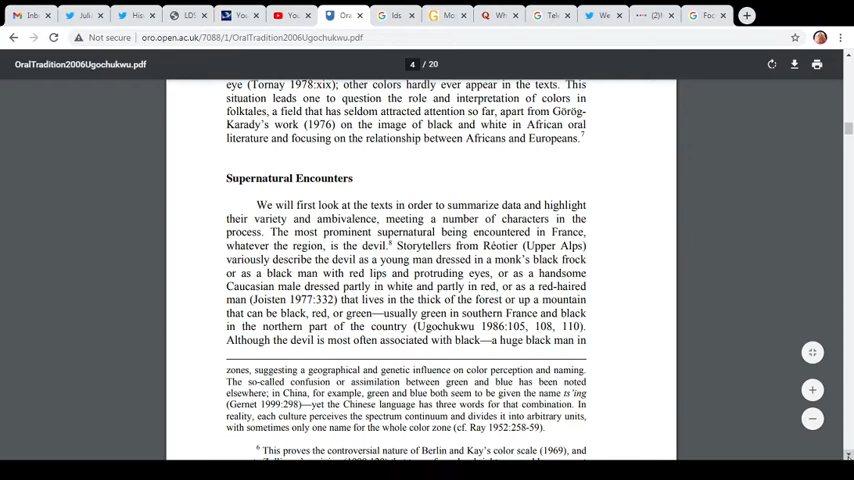 Inb
Julia
Hist
LDS
You
You
Ora
Ids
Mo
Wh
Tele
We
(2)
Foc
Not secure | oro.open.ac.uk/7088/1/OralTradition2006Ugochukwu.pdf
OralTradition2006Ugochukwu.pdf
4 / 20
eye (Tornay 1978:xix); other colors hardly ever appear in the texts. This
situation leads one to question the role and interpretation of colors in
folktales, a field that has seldom attracted attention so far, apart from Görög-
Karady's work (1976) on the image of black and white in African oral
literature and focusing on the relationship between Africans and Europeans.7
Supernatural Encounters
We will first look at the texts in order to summarize data and highlight
their variety and ambivalence, meeting a number of characters in the
process. The most prominent supernatural being encountered in France,
whatever the region, is the devil.8 Storytellers from Réotier (Upper Alps)
variously describe the devil as a young man dressed in a monk's black frock
or as a black man with red lips and protruding eyes, or as a handsome
Caucasian male dressed partly in white and partly in red, or as a red-haired
man (Joisten 1977:332) that lives in the thick of the forest or up a mountain
that can be black, red, or green—usually green in southern France and black
in the northern part of the country (Ugochukwu 1986:105, 108, 110).
Although the devil is most often associated with black—a huge black man in
zones, suggesting a geographical and genetic influence on color perception and naming.
The so-called confusion or assimilation between green and blue has been noted
elsewhere; in China, for example, green and blue both seem to be given the name ts'ing
(Gernet 1999:298)—yet the Chinese language has three words for that combination. In
reality, each culture perceives the spectrum continuum and divides it into arbitrary units,
with sometimes only one name for the whole color zone (cf. Ray 1952:258-59).
6 This proves the controversial nature of Berlin and Kay's color scale (1969), and